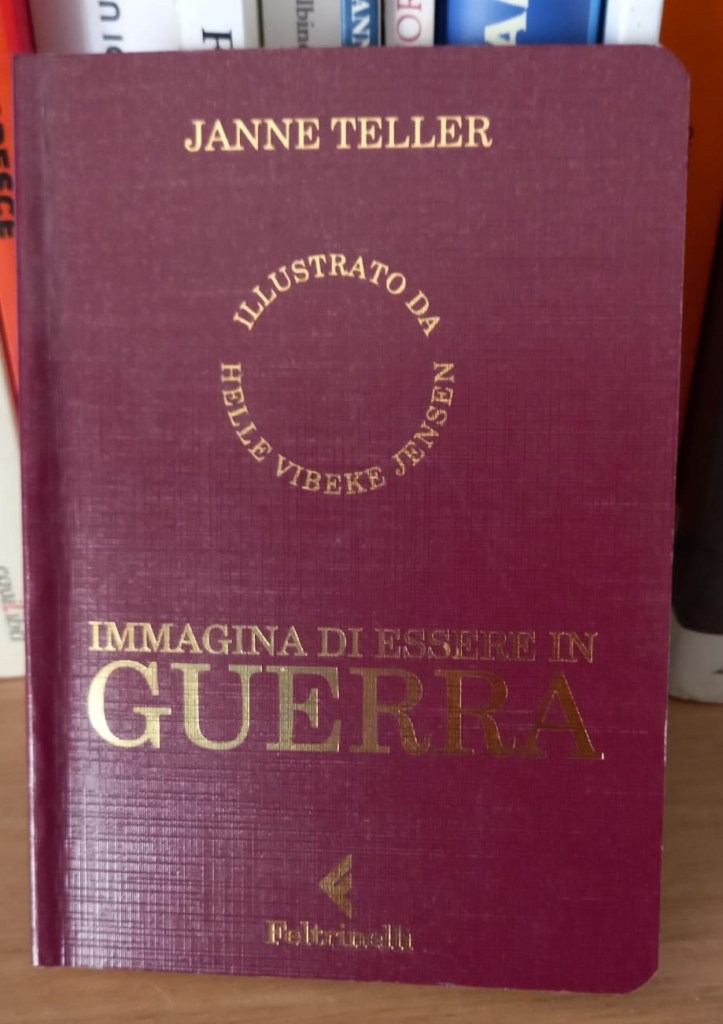 JANNE TELLER
ILLUSTRATO DA
HELLE VIBEKE JENSEN
IMMAGINA DI ESSERE IN
GUERRA
Feltrinelli